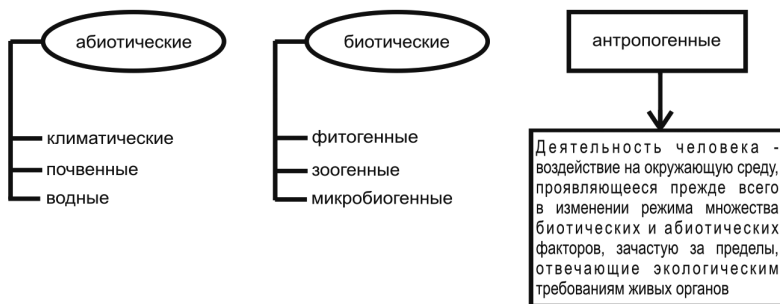 абиотические
климатические
почвенные
водные
биотические
фитогенные
зоогенные
микробиогенные
антропогенные
Деятельность человека -
воздействие на окружающую среду,
проявляющееся прежде всего
в изменении режима множества
биотических и абиотических
факторов, зачастую за пределы,
отвечающие экологическим
требованиям живых органов